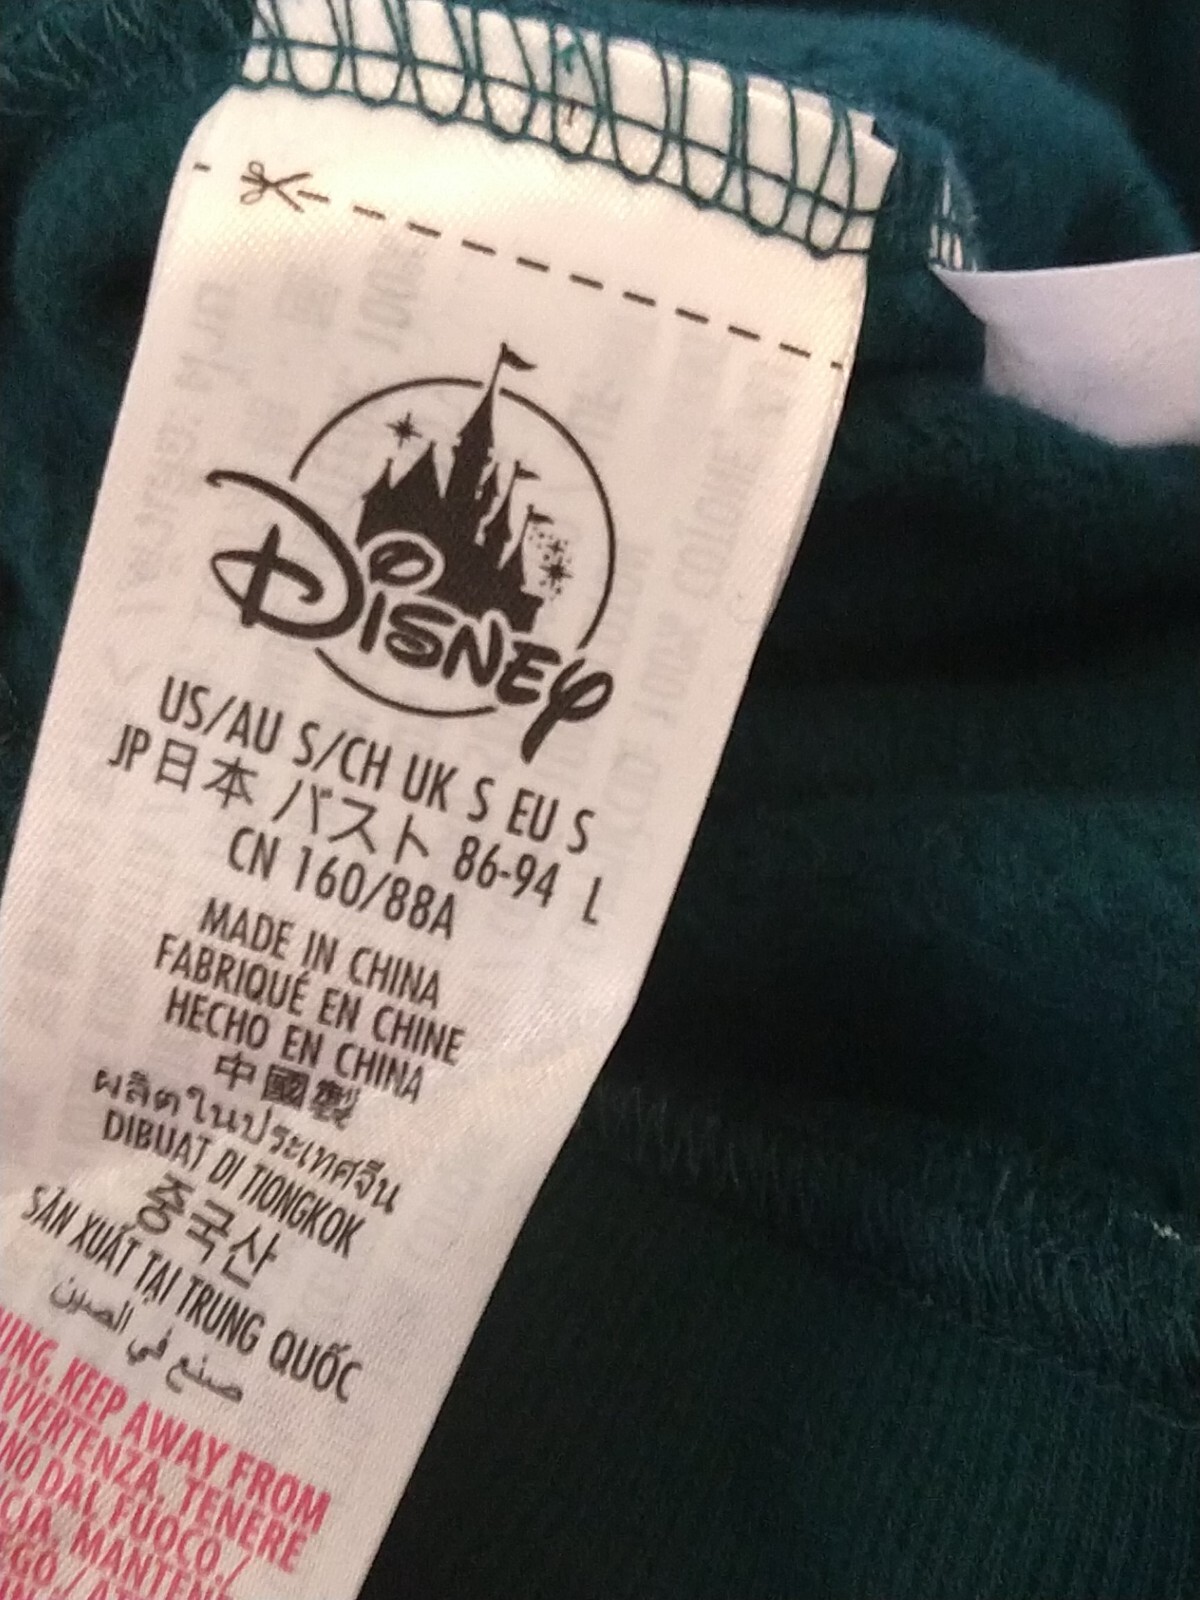 Disney
US/AU S/CH UK S EU S
JP日本 バスト 86-94 L
CN 160/88A
MADE IN CHINA
FABRIQUÉ EN CHINE
HECHO EN CHINA
中國製
ผลิตในประเทศจีน
DIBUAT DI TIONGKOK
중국산
SẢN XUẤT TẠI TRUNG QUỐC
صنع في الصين
KEEP AWAY FROM
AVVERTENZA, TENERE
DAL FUOCO./